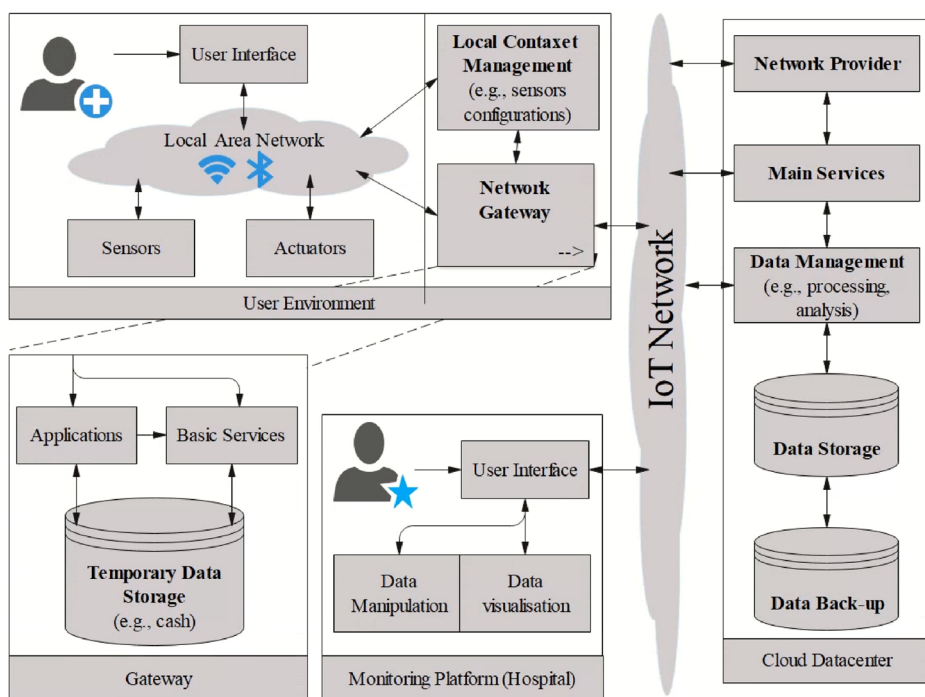 User Interface
Local Area Network
Sensors
Actuators
Local Contaxet
Management
(e.g., sensors
configurations)
Network
Gateway
-->
User Environment
Applications
Basic Services
Temporary Data
Storage
(e.g., cash)
Gateway
User Interface
Data
Manipulation
Data
visualisation
Monitoring Platform (Hospital)
IoT Network
Network Provider
Main Services
Data Management
(e.g., processing,
analysis)
Data Storage
Data Back-up
Cloud Datacenter